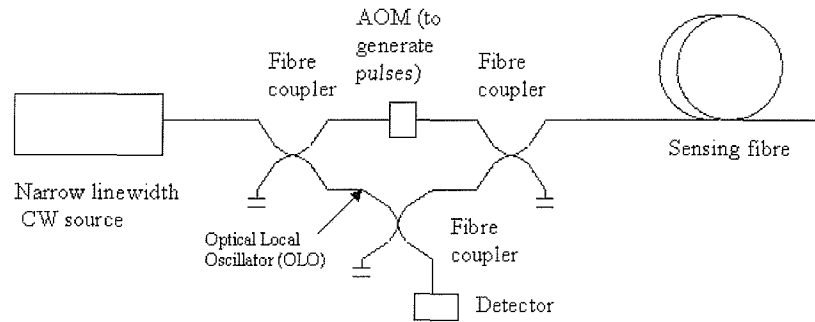 AOM (to
generate
pulses)
Fibre
coupler
Fibre
coupler
Sensing fibre
Narrow linewidth
CW source
Optical Local
Oscillator (OLO)
Fibre
coupler
Detector